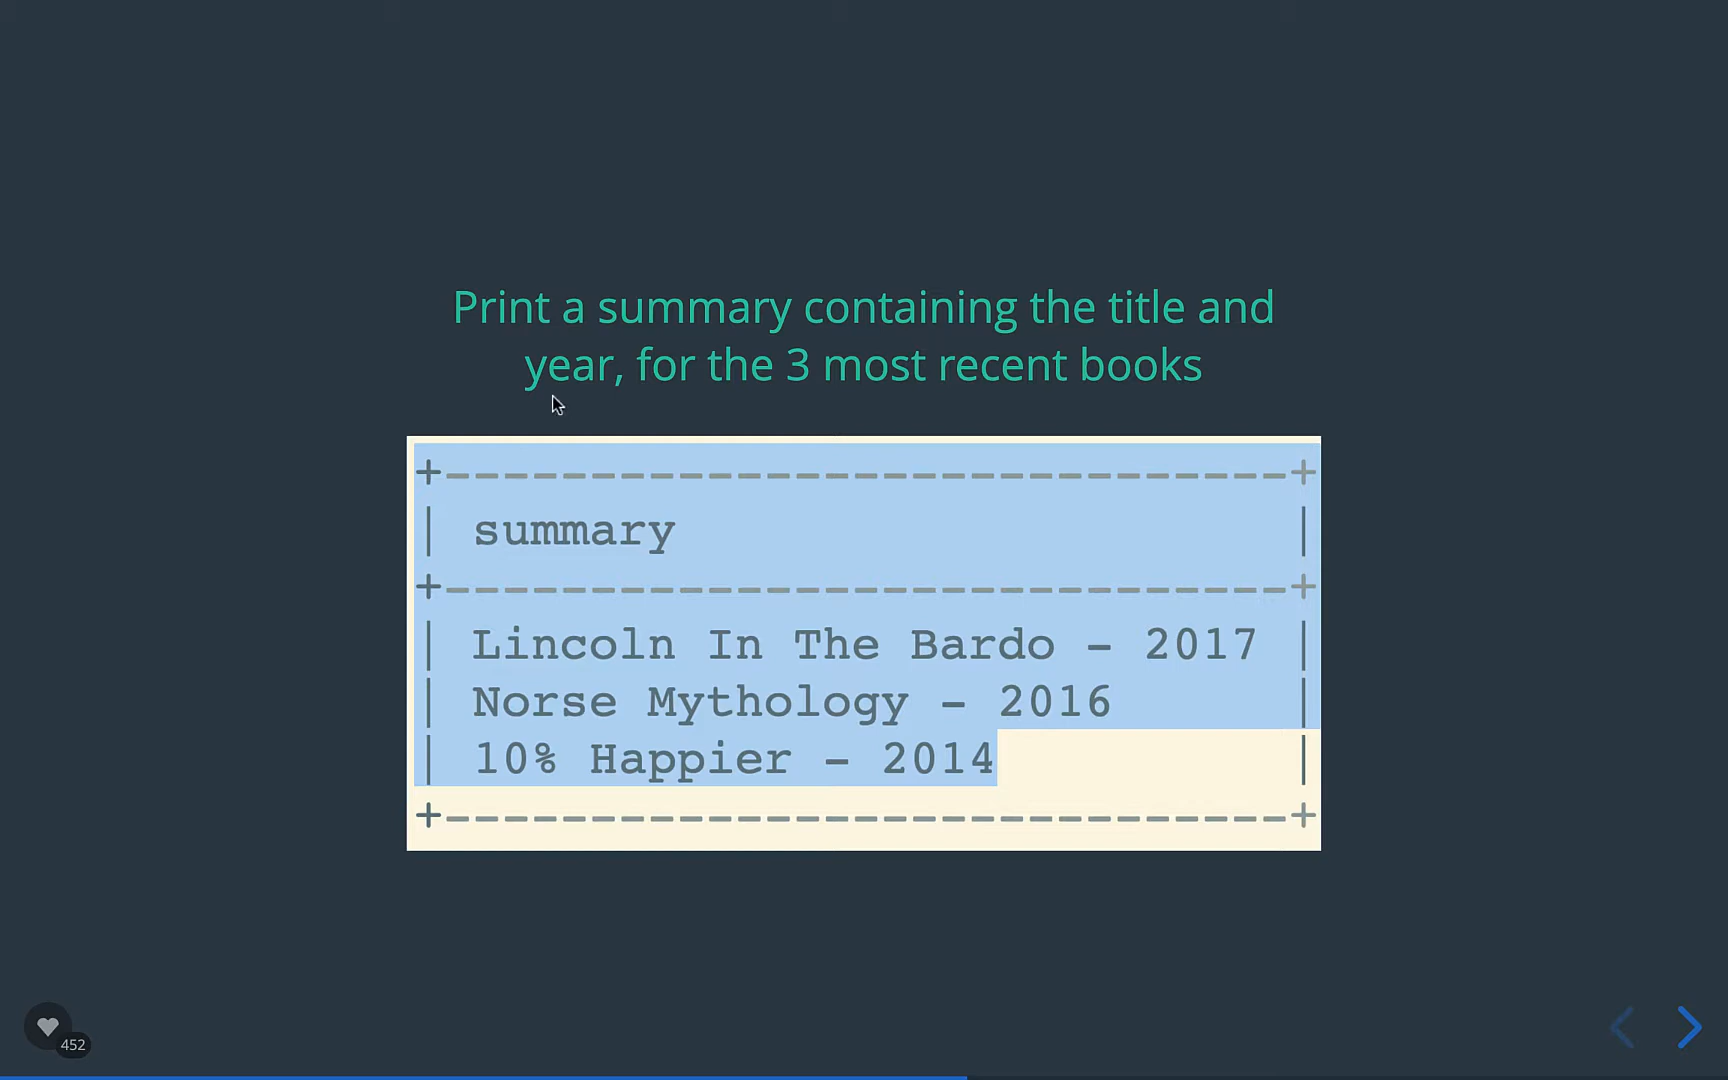 Print a summary containing the title and
year, for the 3 most recent books
+-----------------------------+
| summary                     |
+-----------------------------+
| Lincoln In The Bardo - 2017 |
| Norse Mythology - 2016      |
| 10% Happier - 2014          |
+-----------------------------+
452